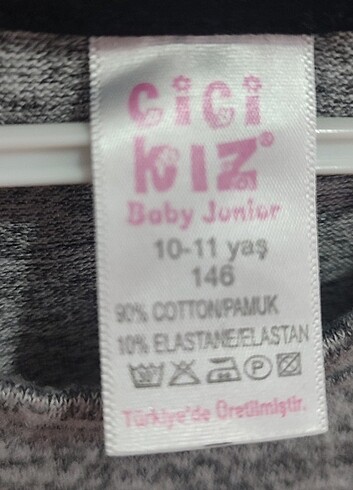 cici
kız®
Baby Junior
10-11 yaş
146
90% COTTON/PAMUK
10% ELASTANE/ELASTAN
Türkiye'de Üretilmiştir.